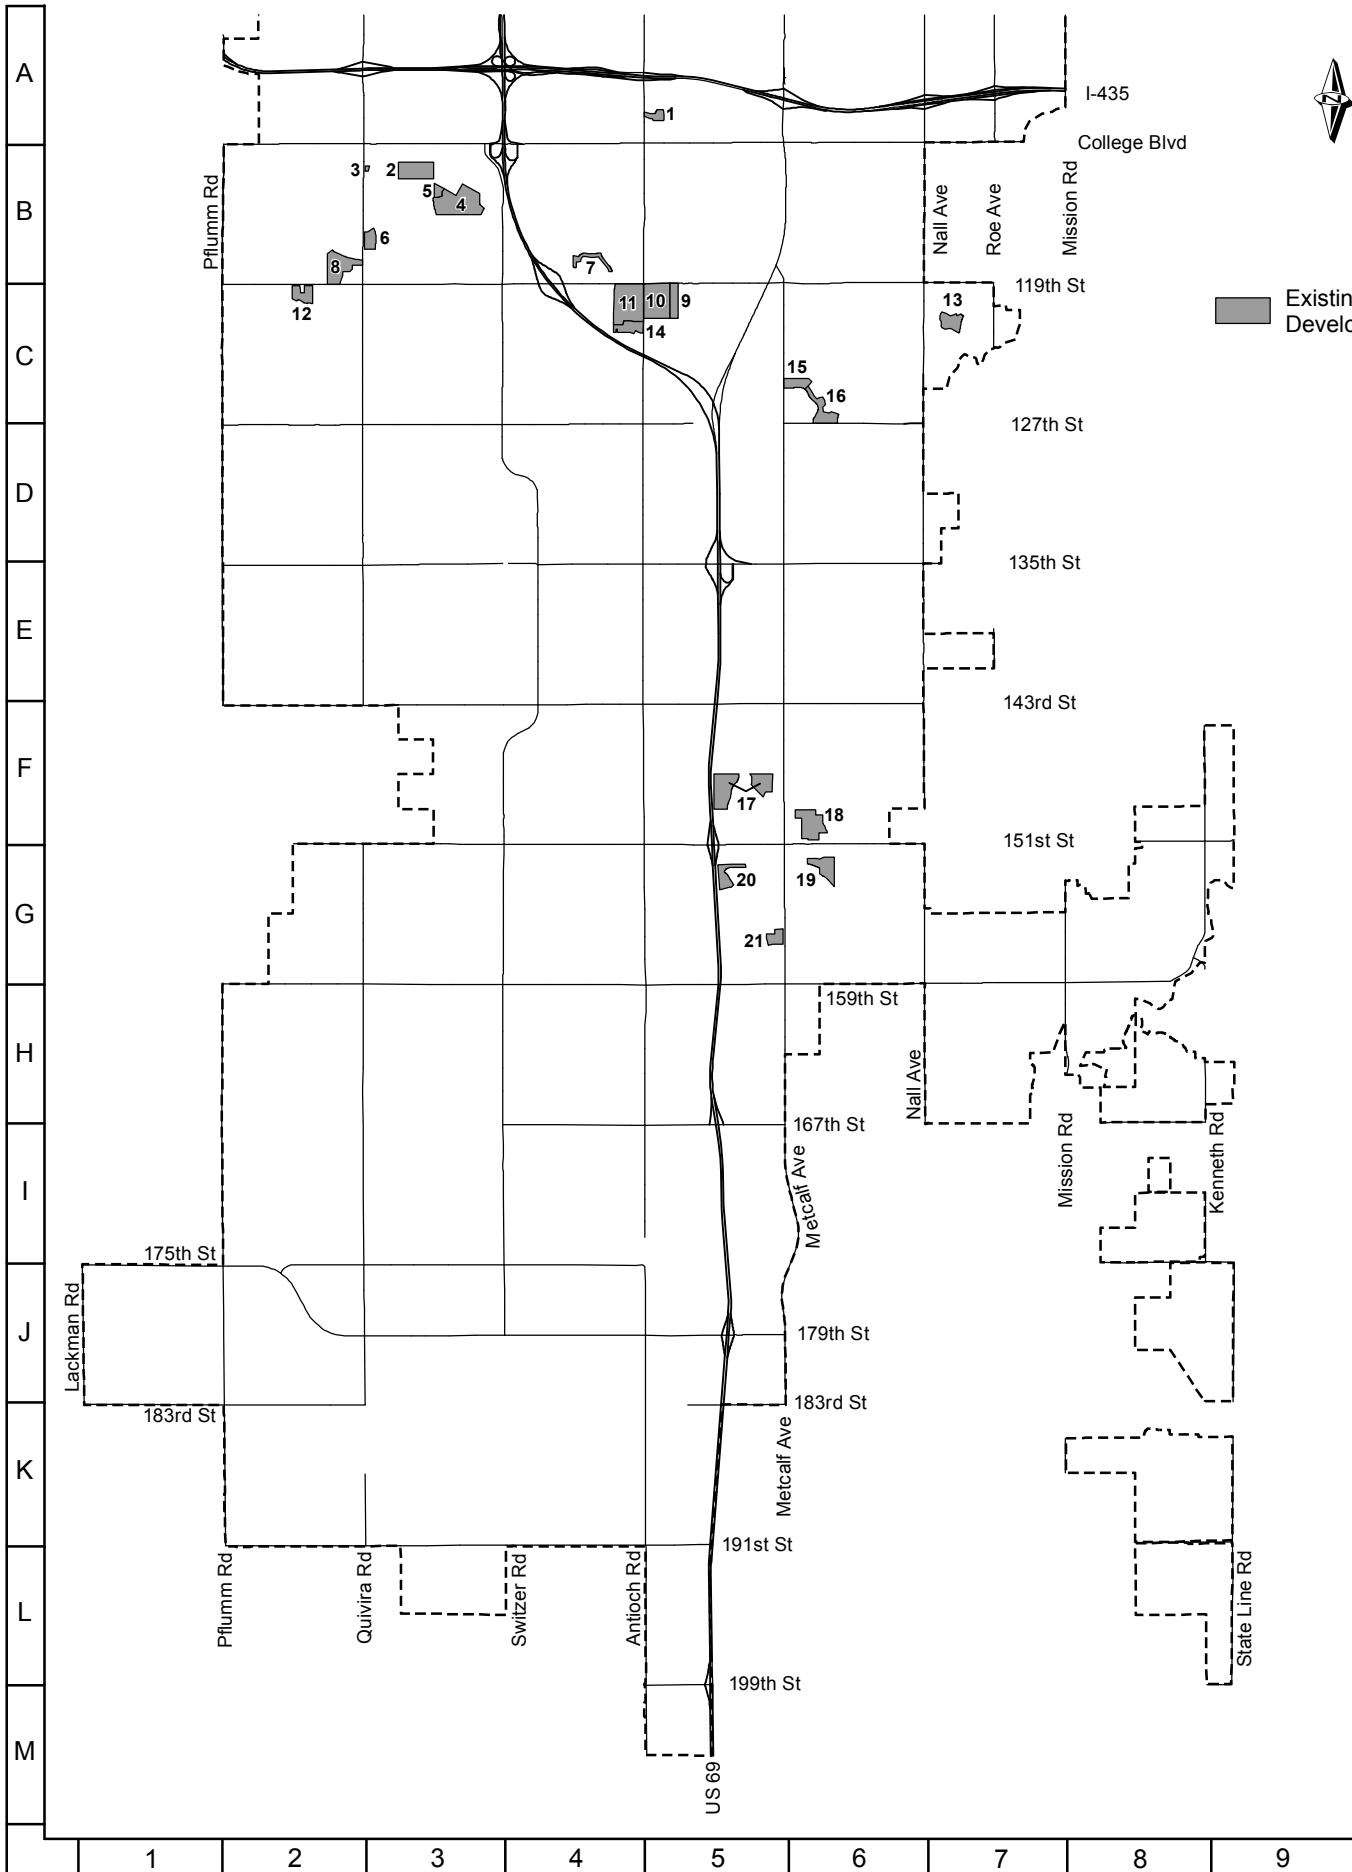 A
I-435
1
College Blvd
N
B
Pflumm Rd
3
2
5
4
6
8
7
Nall Ave
Roe Ave
Mission Rd
119th St
C
12
11
10
9
14
13
15
16
Existin
Develo
127th St
D
135th St
E
143rd St
F
17
18
151st St
G
20
19
21
159th St
H
Nall Ave
167th St
Mission Rd
Kenneth Rd
I
Metcalf Ave
175th St
Lackman Rd
J
179th St
183rd St
183rd St
K
Metcalf Ave
191st St
L
Pflumm Rd
Quivira Rd
Switzer Rd
Antioch Rd
State Line Rd
199th St
M
US 69
1
2
3
4
5
6
7
8
9